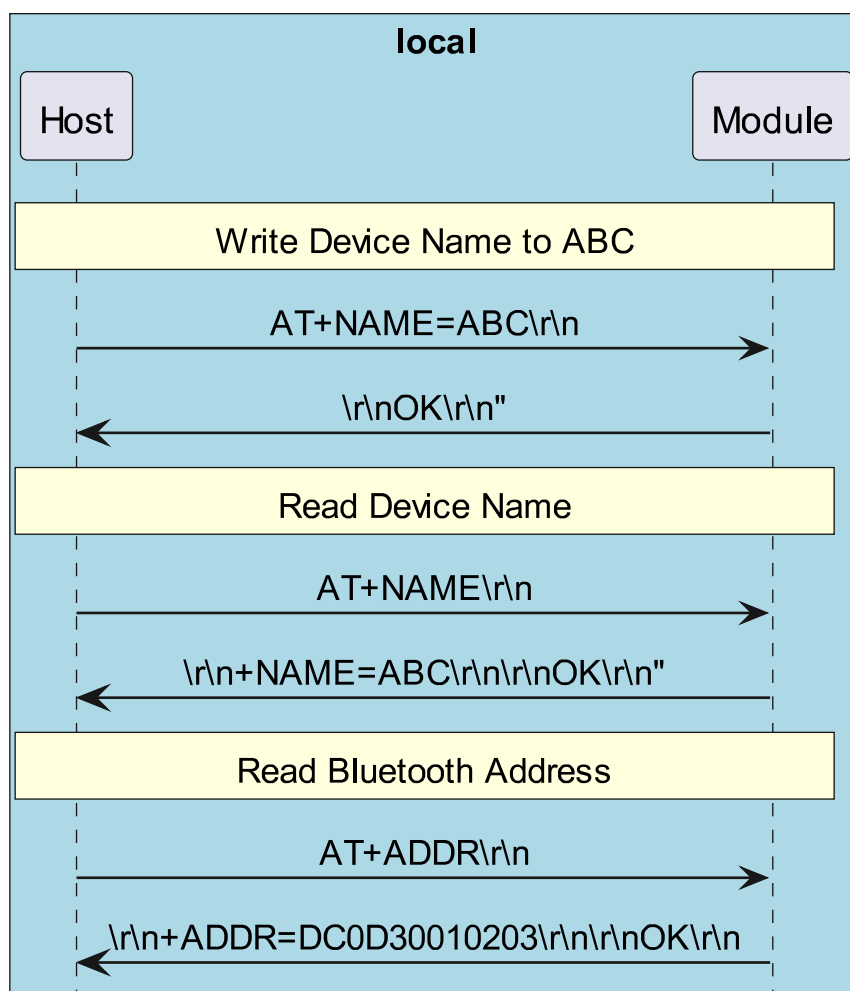 local
Host
Module
Write Device Name to ABC
AT+NAME=ABC\r\n
\r\nOK\r\n"
Read Device Name
AT+NAME\r\n
\r\n+NAME=ABC\r\n\r\nOK\r\n"
Read Bluetooth Address
AT+ADDR\r\n
\r\n+ADDR=DC0D30010203\r\n\r\nOK\r\n